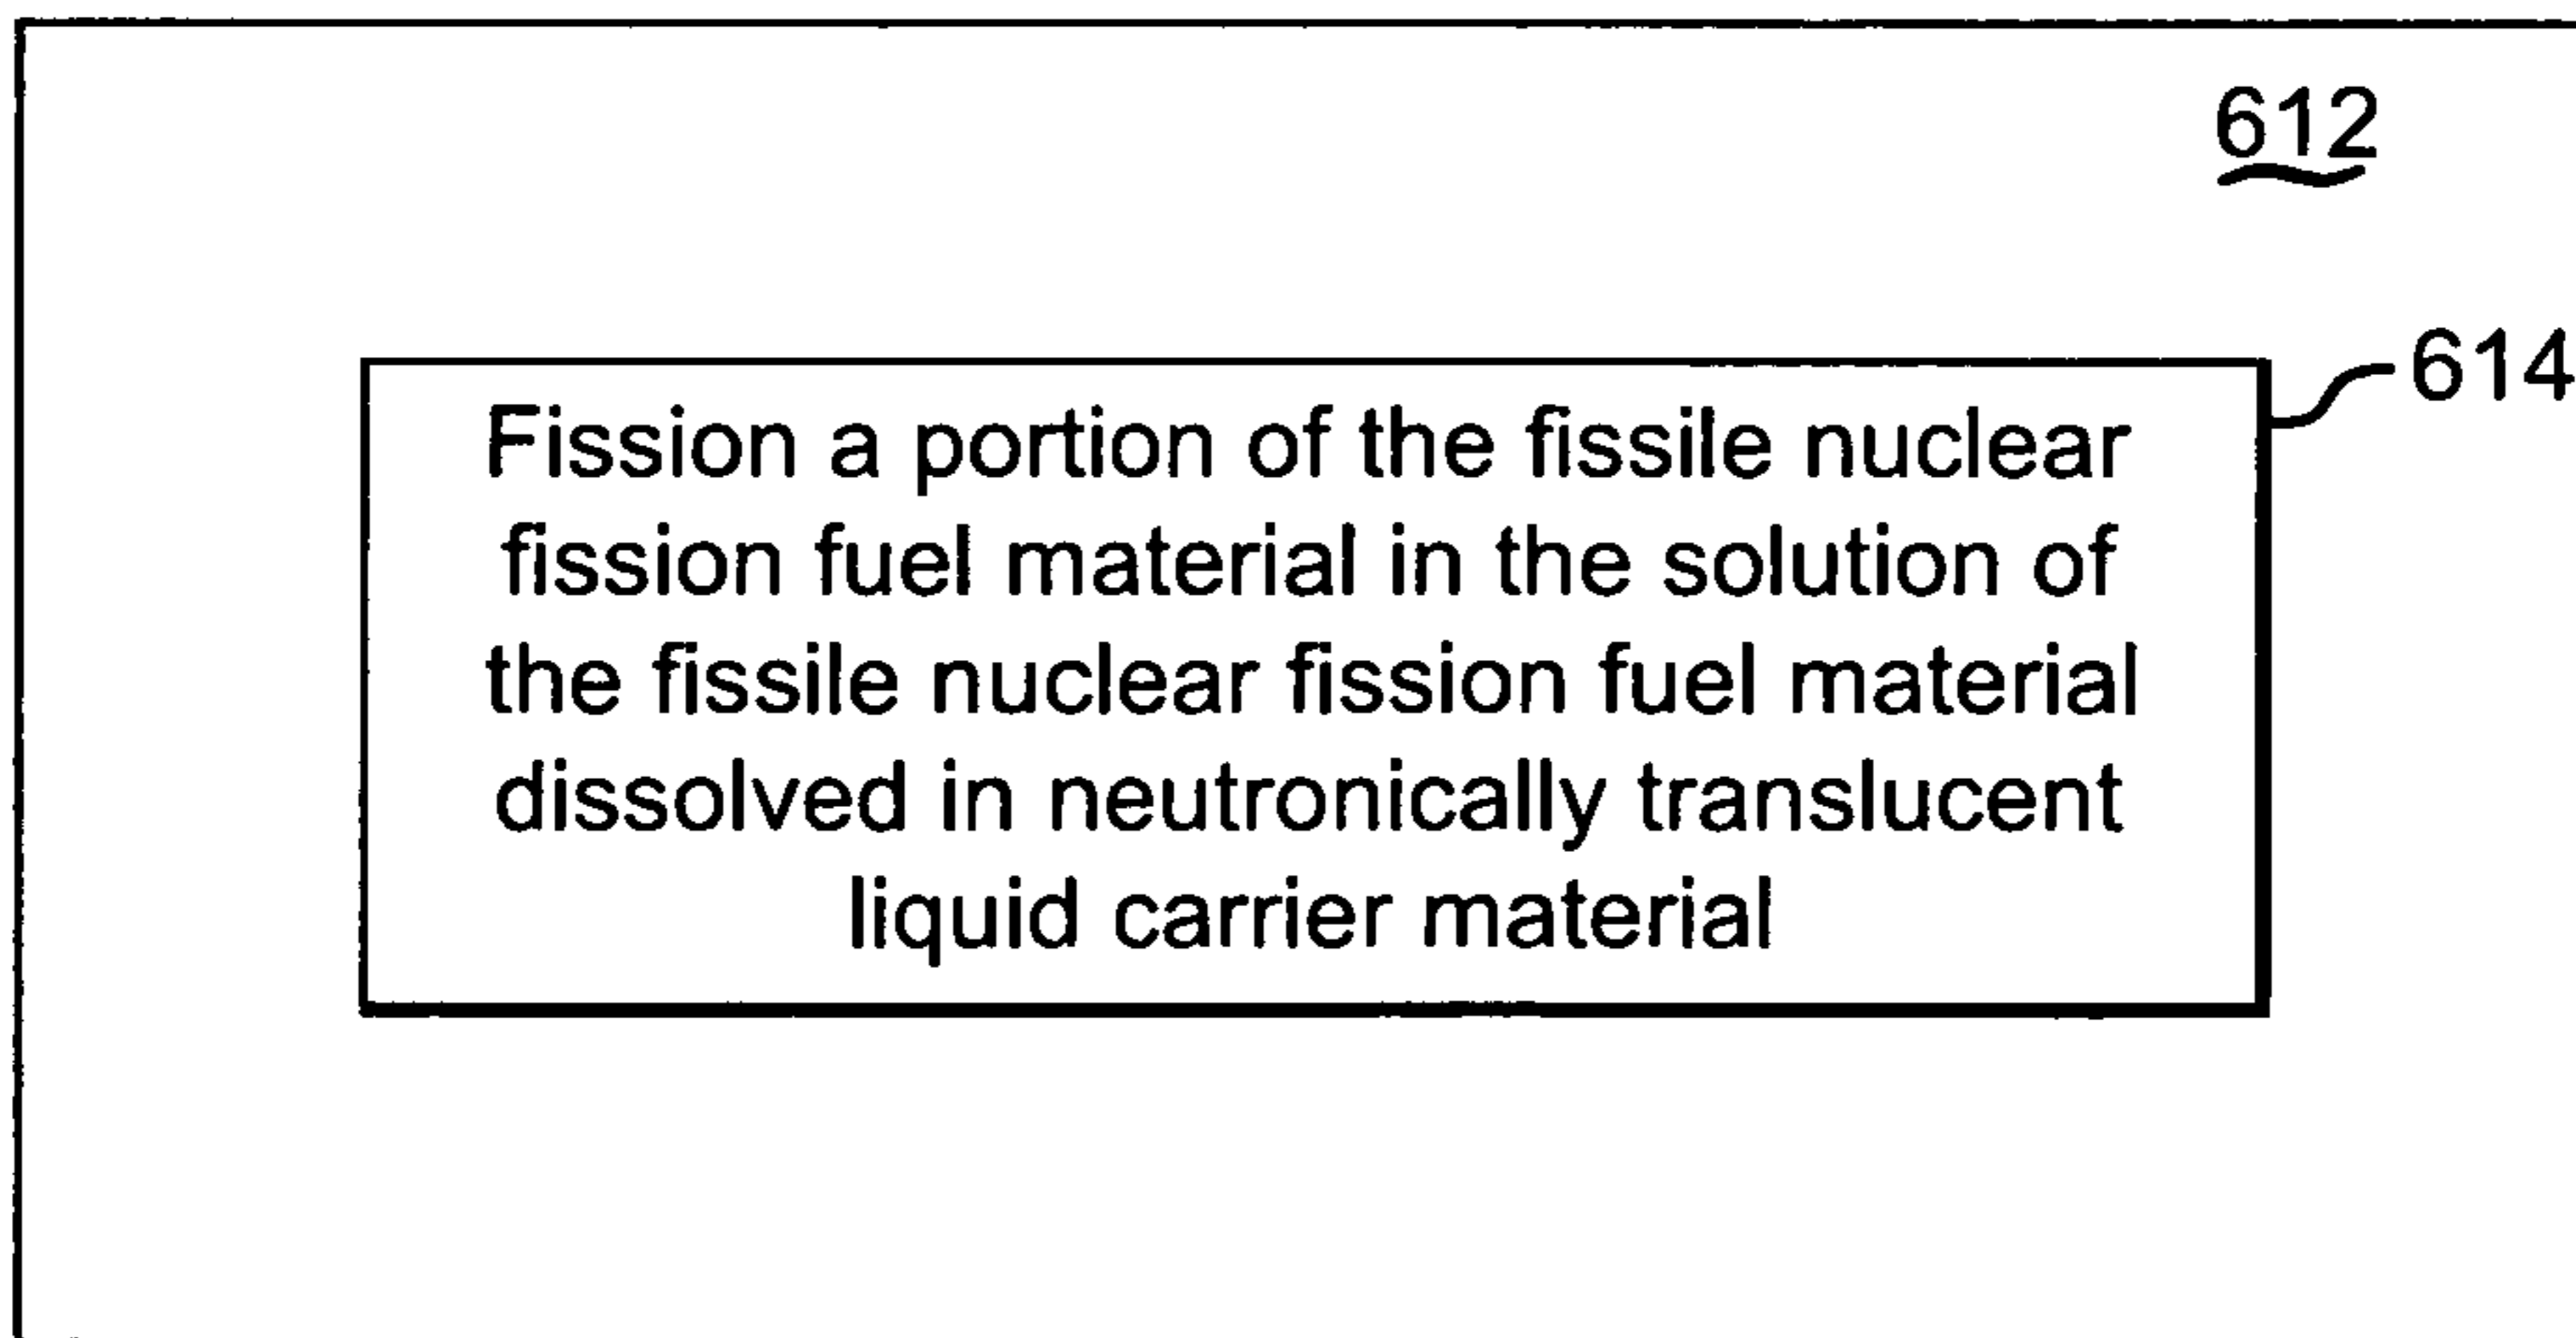 612
614
Fission a portion of the fissile nuclear
fission fuel material in the solution of
the fissile nuclear fission fuel material
dissolved in neutronically translucent
liquid carrier material